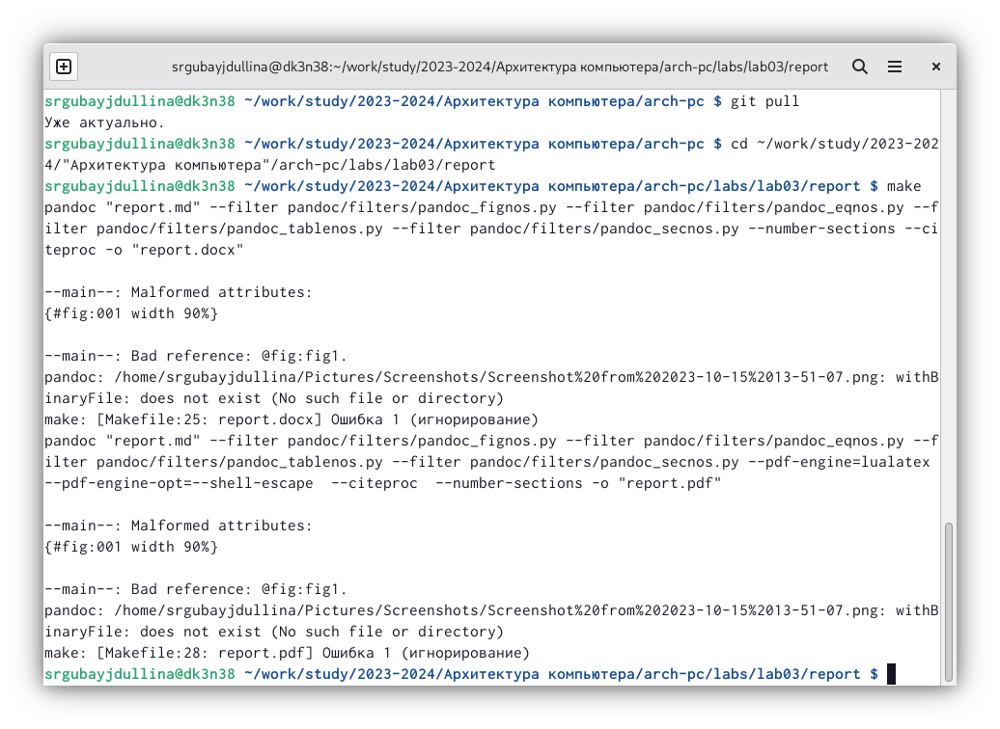 srgubayjdullina@dk3n38:~/work/study/2023-2024/Архитектура компьютера/arch-pc/labs/lab03/report
srgubayjdullina@dk3n38 ~/work/study/2023-2024/Архитектура компьютера/arch-pc $ git pull
Уже актуально.
srgubayjdullina@dk3n38 ~/work/study/2023-2024/Архитектура компьютера/arch-pc $ cd ~/work/study/2023-202
4/"Архитектура компьютера"/arch-pc/labs/lab03/report
srgubayjdullina@dk3n38 ~/work/study/2023-2024/Архитектура компьютера/arch-pc/labs/lab03/report $ make
pandoc "report.md" --filter pandoc/filters/pandoc_fignos.py --filter pandoc/filters/pandoc_eqnos.py --f
ilter pandoc/filters/pandoc_tablenos.py --filter pandoc/filters/pandoc_secnos.py --number-sections --ci
teproc -o "report.docx"
--main--: Malformed attributes:
{#fig:001 width 90%}
--main--: Bad reference: @fig:fig1.
pandoc: /home/srgubayjdullina/Pictures/Screenshots/Screenshot%20from%202023-10-15%2013-51-07.png: withB
inaryFile: does not exist (No such file or directory)
make: [Makefile:25: report.docx] Ошибка 1 (игнорирование)
pandoc "report.md" --filter pandoc/filters/pandoc_fignos.py --filter pandoc/filters/pandoc_eqnos.py --f
ilter pandoc/filters/pandoc_tablenos.py --filter pandoc/filters/pandoc_secnos.py --pdf-engine=lualatex
--pdf-engine-opt=--shell-escape  --citeproc  --number-sections -o "report.pdf"
--main--: Malformed attributes:
{#fig:001 width 90%}
--main--: Bad reference: @fig:fig1.
pandoc: /home/srgubayjdullina/Pictures/Screenshots/Screenshot%20from%202023-10-15%2013-51-07.png: withB
inaryFile: does not exist (No such file or directory)
make: [Makefile:28: report.pdf] Ошибка 1 (игнорирование)
srgubayjdullina@dk3n38 ~/work/study/2023-2024/Архитектура компьютера/arch-pc/labs/lab03/report $